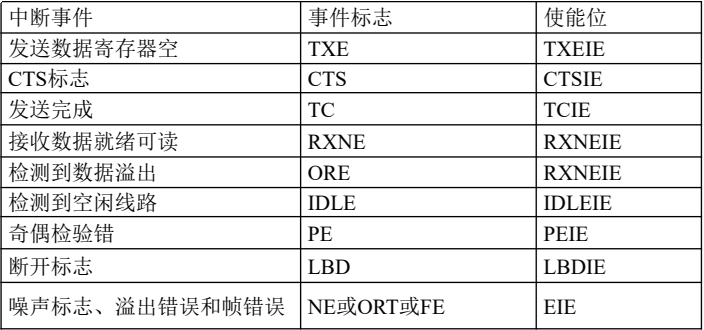 中断事件 事件标志 使能位
发送数据寄存器空 TXE TXEIE
CTS标志 CTS CTSIE
发送完成 TC TCIE
接收数据就绪可读 RXNE RXNEIE
检测到数据溢出 ORE RXNEIE
检测到空闲线路 IDLE IDLEIE
奇偶检验错 PE PEIE
断开标志 LBD LBDIE
噪声标志、溢出错误和帧错误 NE或ORT或FE EIE